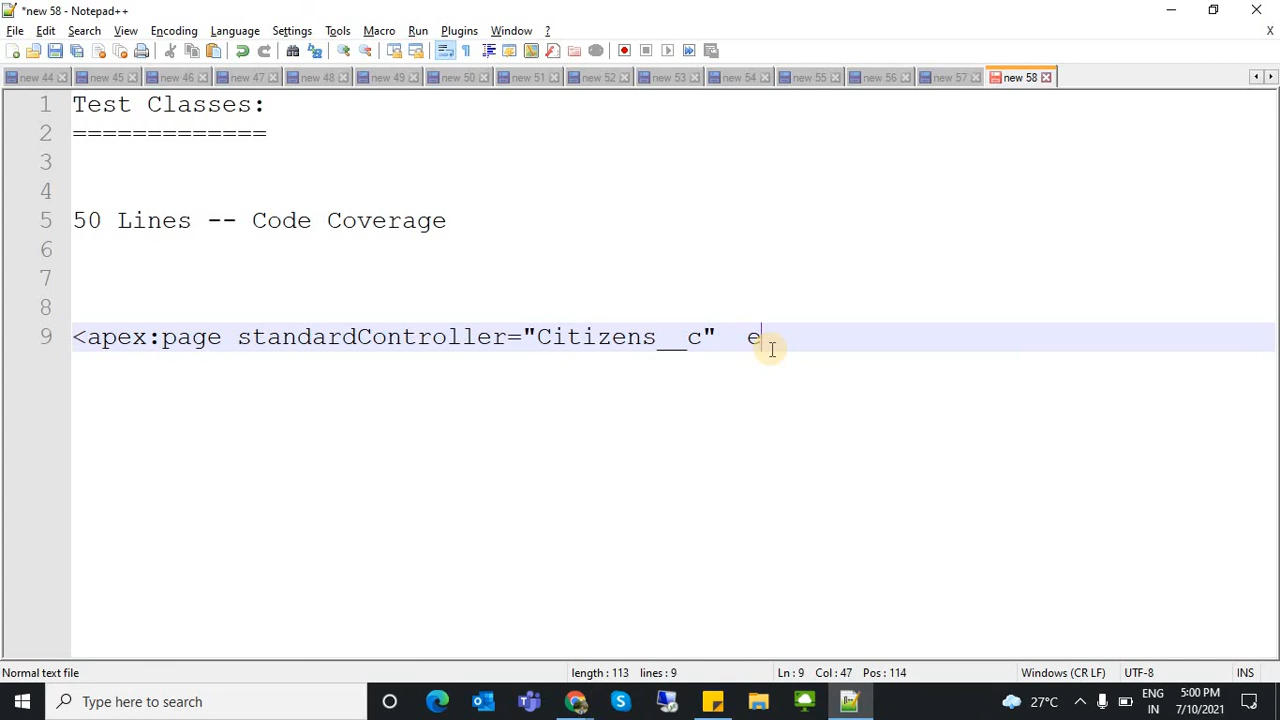 *new 58 - Notepad++
File Edit Search View Encoding Language Settings Tools Macro Run Plugins Window ? X
new 44 new 45 new 46 new 47 new 48 new 49 new 50 new 51 new 52 new 53 new 54 new 55 new 56 new 57 new 58
1 Test Classes:
2 =============
3
4
5 50 Lines -- Code Coverage
6
7
8
9 <apex:page standardController="Citizens__c"  e
Normal text file length : 113 lines : 9 Ln : 9 Col : 47 Pos : 114 Windows (CR LF) UTF-8 INS
Type here to search 27°C ENG 5:00 PM
IN 7/10/2021